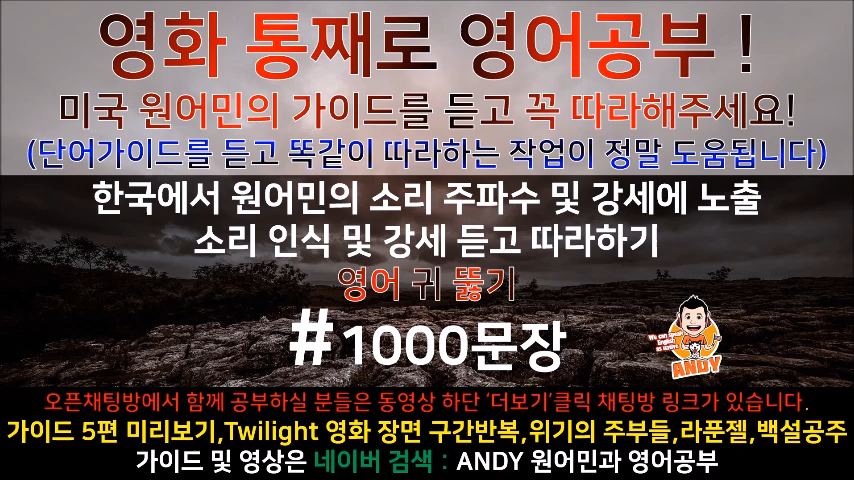 영화 통째로 영어공부 !
미국 원어민의 가이드를 듣고 꼭 따라해주세요!
(단어가이드를 듣고 똑같이 따라하는 작업이 정말 도움됩니다)
한국에서 원어민의 소리 주파수 및 강세에 노출
소리 인식 및 강세 듣고 따라하기
영어 귀 뚫기
#1000문장
We can speak
English
as native
ANDY
오픈채팅방에서 함께 공부하실 분들은 동영상 하단 ‘더보기’클릭 채팅방 링크가 있습니다.
가이드 5편 미리보기,Twilight 영화 장면 구간반복,위기의 주부들,라푼젤,백설공주
가이드 및 영상은 네이버 검색 : ANDY 원어민과 영어공부